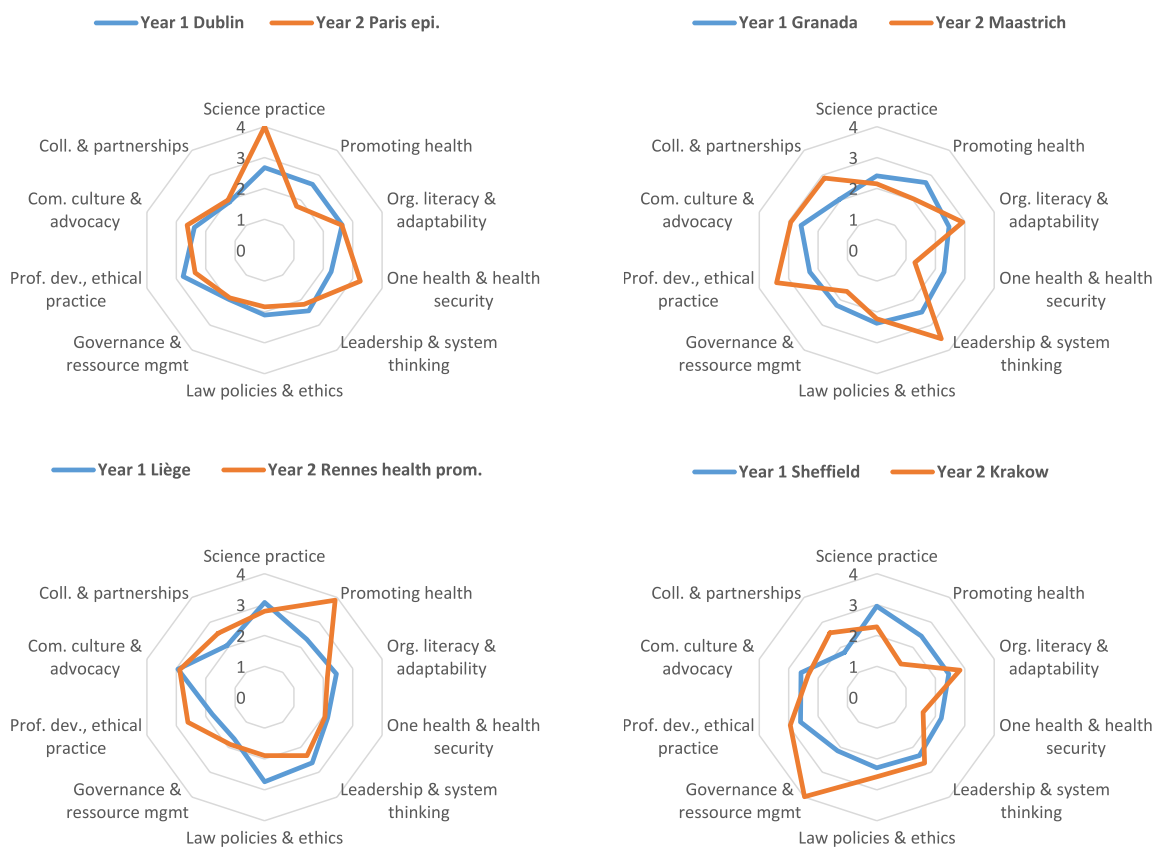 Year 1 Dublin
Year 2 Paris epi.
Science practice
4
3
2
1
0
Promoting health
Org. literacy &
adaptability
One health & health
security
Leadership & system
thinking
Law policies & ethics
Governance &
ressource mgmt
Prof. dev., ethical
practice
Com. culture &
advocacy
Coll. & partnerships
Year 1 Granada
Year 2 Maastrich
Science practice
4
3
2
1
0
Promoting health
Org. literacy &
adaptability
One health & health
security
Leadership & system
thinking
Law policies & ethics
Governance &
ressource mgmt
Prof. dev., ethical
practice
Com. culture &
advocacy
Coll. & partnerships
Year 1 Liège
Year 2 Rennes health prom.
Science practice
4
3
2
1
0
Promoting health
Org. literacy &
adaptability
One health & health
security
Leadership & system
thinking
Law policies & ethics
Governance &
ressource mgmt
Prof. dev., ethical
practice
Com. culture &
advocacy
Coll. & partnerships
Year 1 Sheffield
Year 2 Krakow
Science practice
4
3
2
1
0
Promoting health
Org. literacy &
adaptability
One health & health
security
Leadership & system
thinking
Law policies & ethics
Governance &
ressource mgmt
Prof. dev., ethical
practice
Com. culture &
advocacy
Coll. & partnerships